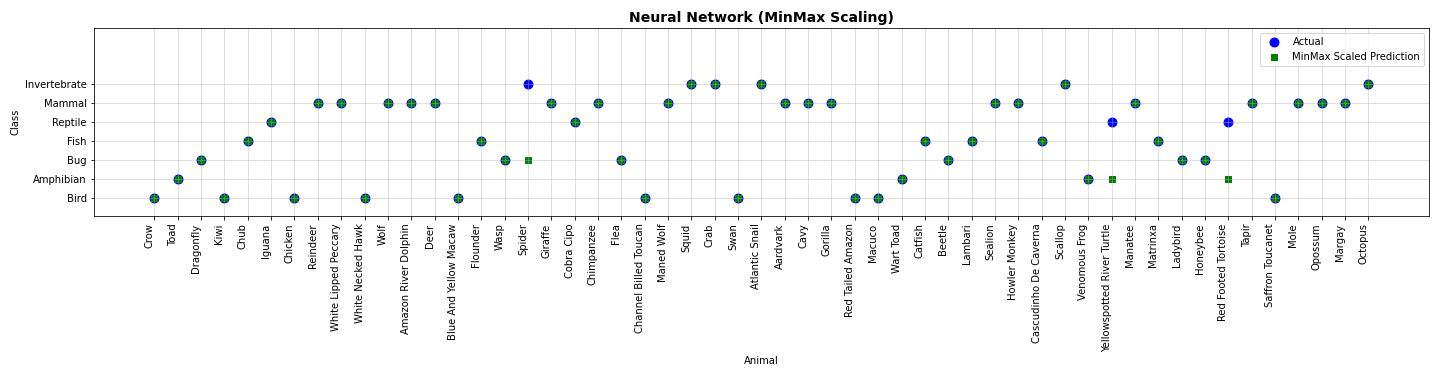 Neural Network (MinMax Scaling)
Actual
MinMax Scaled Prediction
Class
Invertebrate
Mammal
Reptile
Fish
Bug
Amphibian
Bird
Crow
Toad
Dragonfly
Kiwi
Chub
Iguana
Chicken
Reindeer
White Lipped Peccary
White Necked Hawk
Wolf
Amazon River Dolphin
Deer
Blue And Yellow Macaw
Flounder
Wasp
Spider
Giraffe
Cobra Cipo
Chimpanzee
Flea
Channel Billed Toucan
Maned Wolf
Squid
Crab
Swan
Atlantic Snail
Aardvark
Cavy
Gorilla
Red Tailed Amazon
Macuco
Wart Toad
Catfish
Beetle
Lambari
Sealion
Howler Monkey
Cascudinho De Caverna
Scallop
Venomous Frog
Yellowspotted River Turtle
Manatee
Matrinxa
Ladybird
Honeybee
Red Footed Tortoise
Tapir
Saffron Toucanet
Mole
Opossum
Margay
Octopus
Animal